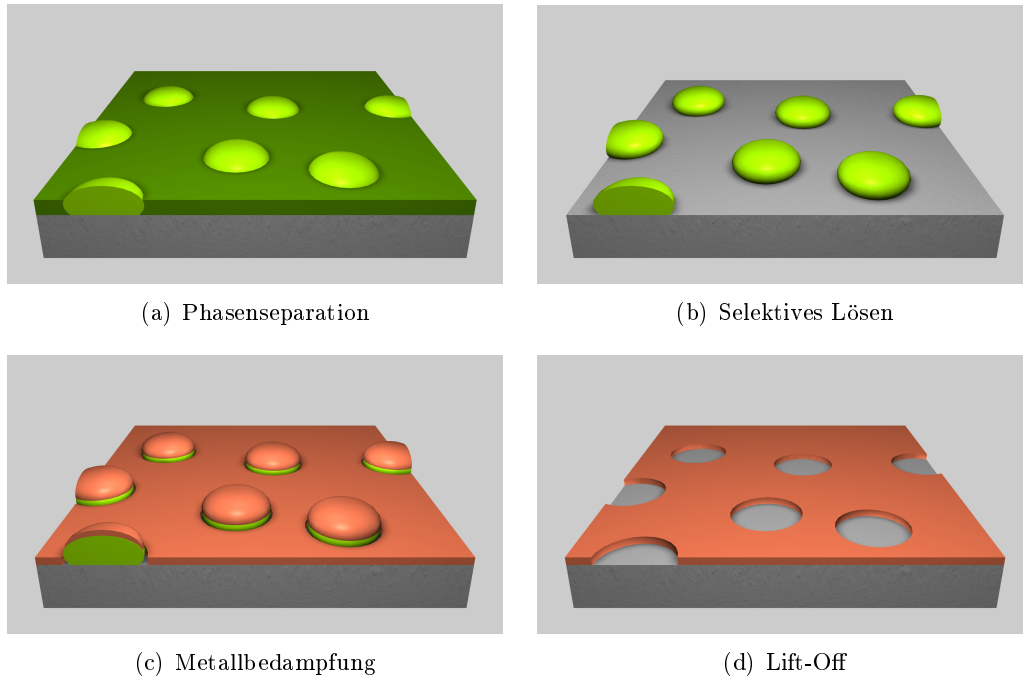 (a) Phasenseparation
(b) Selektives Lösen
(c) Metallbedampfung
(d) Lift-Off